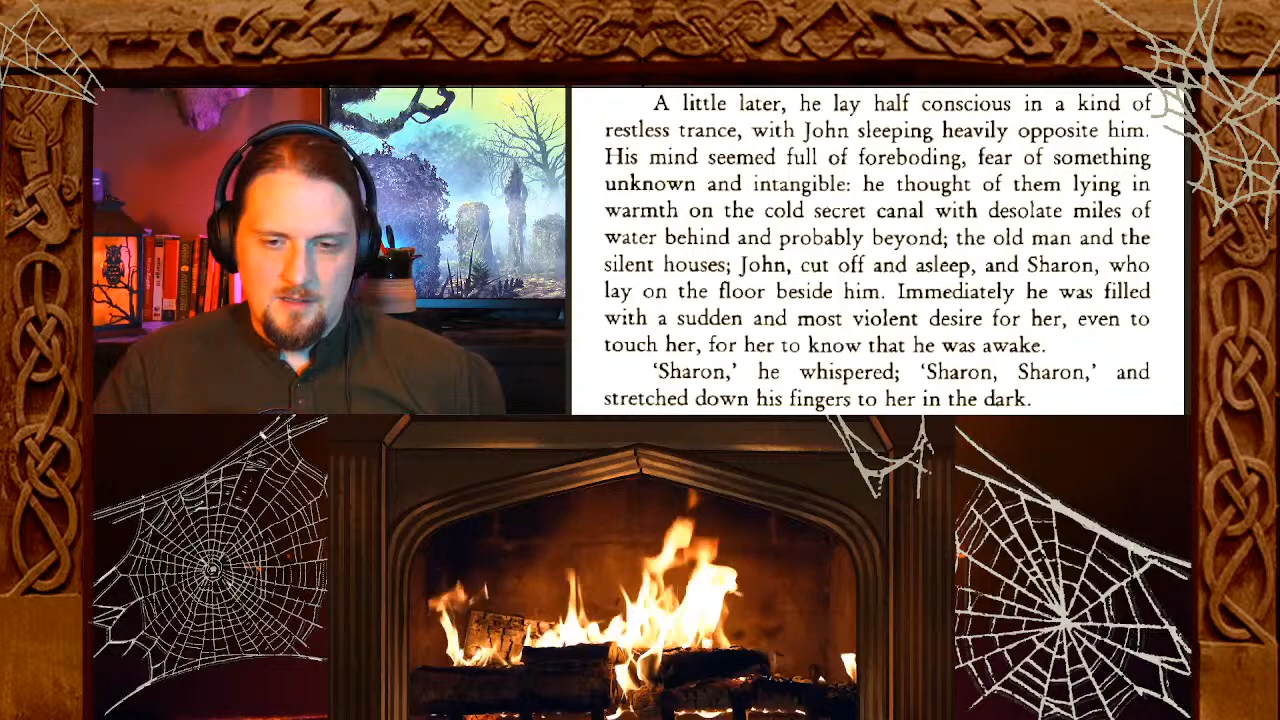 A little later, he lay half conscious in a kind of
restless trance, with John sleeping heavily opposite him.
His mind seemed full of foreboding, fear of something
unknown and intangible: he thought of them lying in
warmth on the cold secret canal with desolate miles of
water behind and probably beyond; the old man and the
silent houses; John, cut off and asleep, and Sharon, who
lay on the floor beside him. Immediately he was filled
with a sudden and most violent desire for her, even to
touch her, for her to know that he was awake.
‘Sharon,’ he whispered; ‘Sharon, Sharon,’ and
stretched down his fingers to her in the dark.